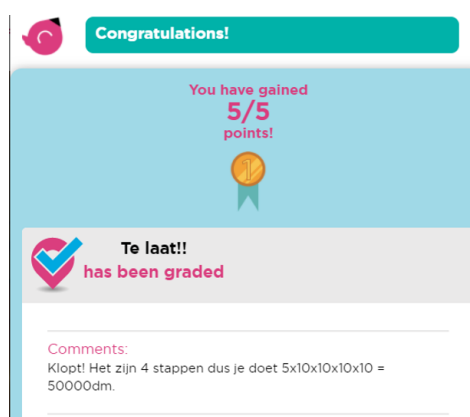 Congratulations!
You have gained
5/5
points!
1
Te laat!!
has been graded
Comments:
Klopt! Het zijn 4 stappen dus je doet 5x10x10x10x10 =
50000dm.